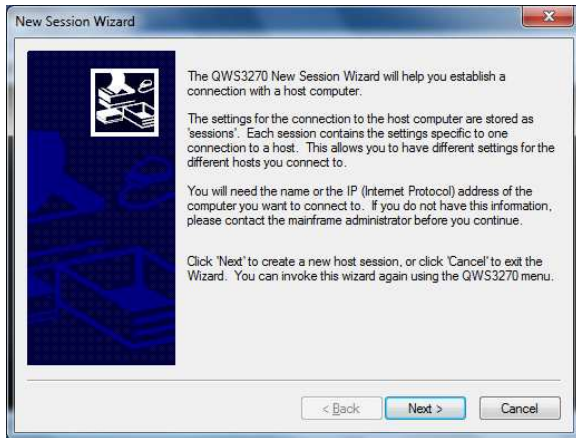 New Session Wizard
The QWS3270 New Session Wizard will help you establish a
connection with a host computer.
The settings for the connection to the host computer are stored as
'sessions'. Each session contains the settings specific to one
connection to a host. This allows you to have different settings for the
different hosts you connect to.
You will need the name or the IP (Internet Protocol) address of the
computer you want to connect to. If you do not have this information,
please contact the mainframe administrator before you continue.
Click 'Next' to create a new host session, or click 'Cancel' to exit the
Wizard. You can invoke this wizard again using the QWS3270 menu.
< Back
Next >
Cancel